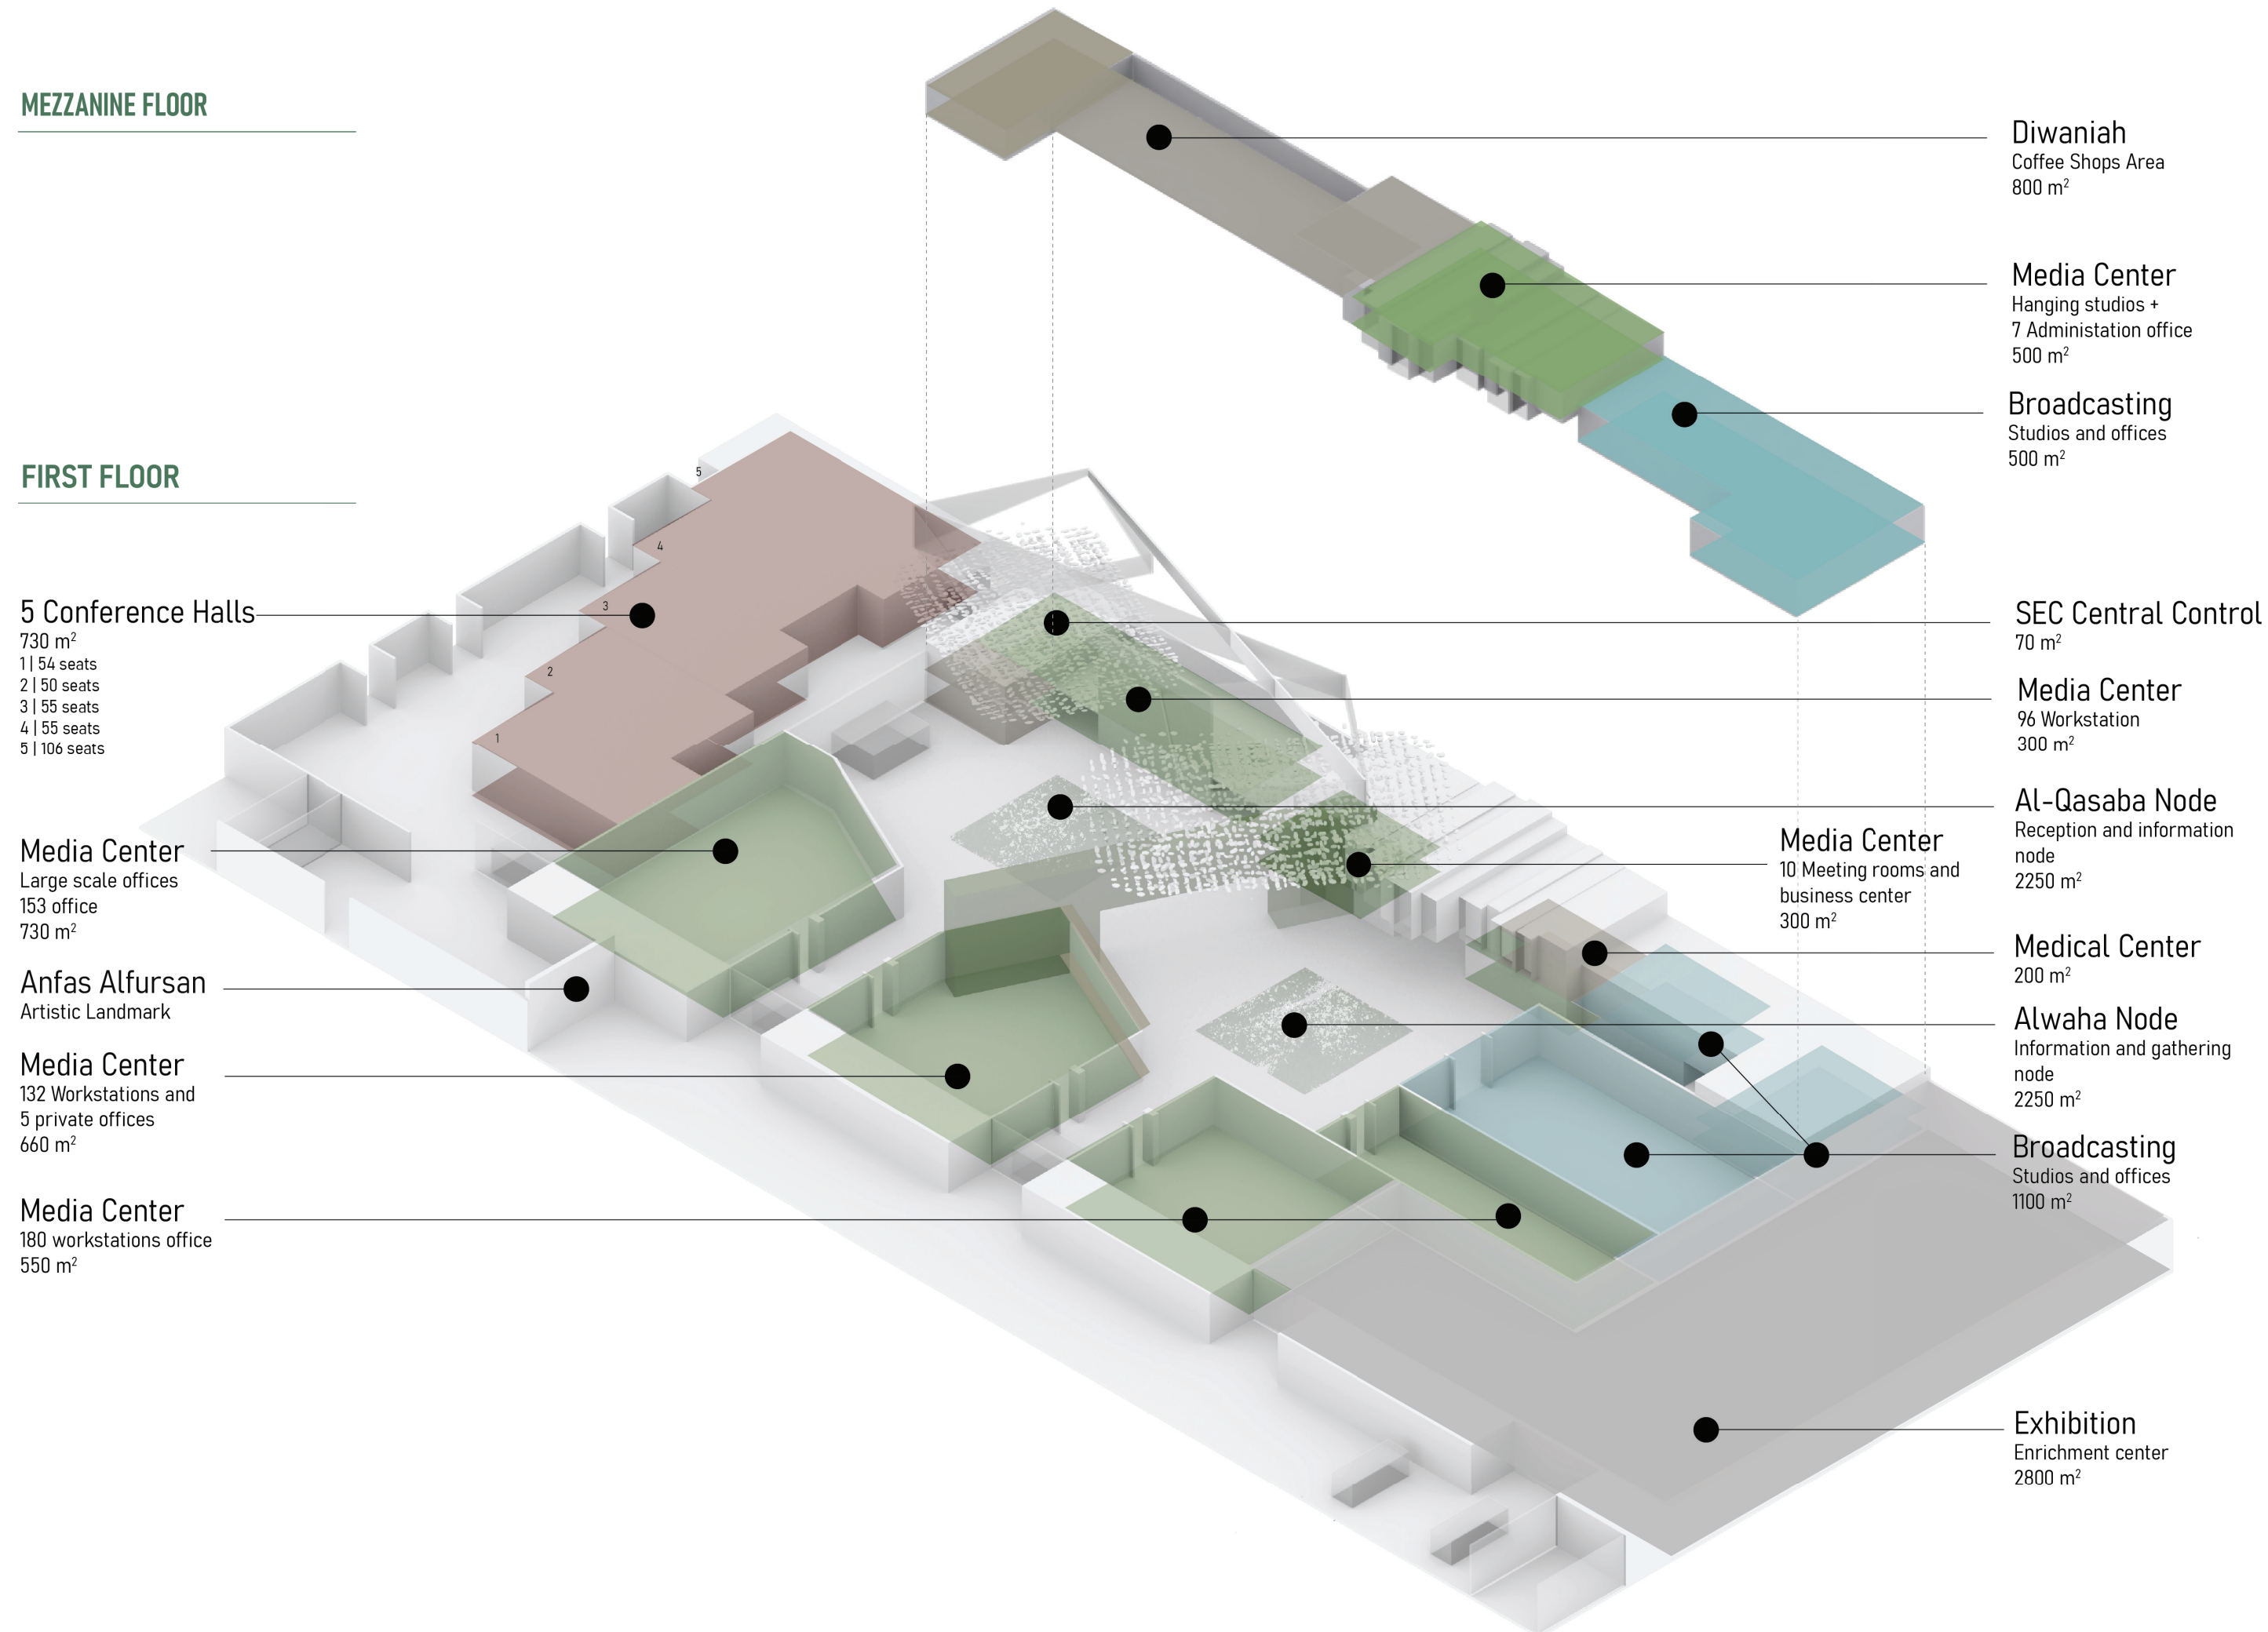 MEZZANINE FLOOR
Diwaniah
Coffee Shops Area
800 m²
Media Center
Hanging studios +
7 Administation office
500 m²
Broadcasting
Studios and offices
500 m²
FIRST FLOOR
5 Conference Halls
730 m²
1 | 54 seats
2 | 50 seats
3 | 55 seats
4 | 55 seats
5 | 106 seats
Media Center
Large scale offices
153 office
730 m²
Anfas Alfursan
Artistic Landmark
Media Center
132 Workstations and
5 private offices
660 m²
Media Center
180 workstations office
550 m²
5
4
3
2
1
SEC Central Control
70 m²
Media Center
96 Workstation
300 m²
Al-Qasaba Node
Reception and information
node
2250 m²
Media Center
10 Meeting rooms and
business center
300 m²
Medical Center
200 m²
Alwaha Node
Information and gathering
node
2250 m²
Broadcasting
Studios and offices
1100 m²
Exhibition
Enrichment center
2800 m²